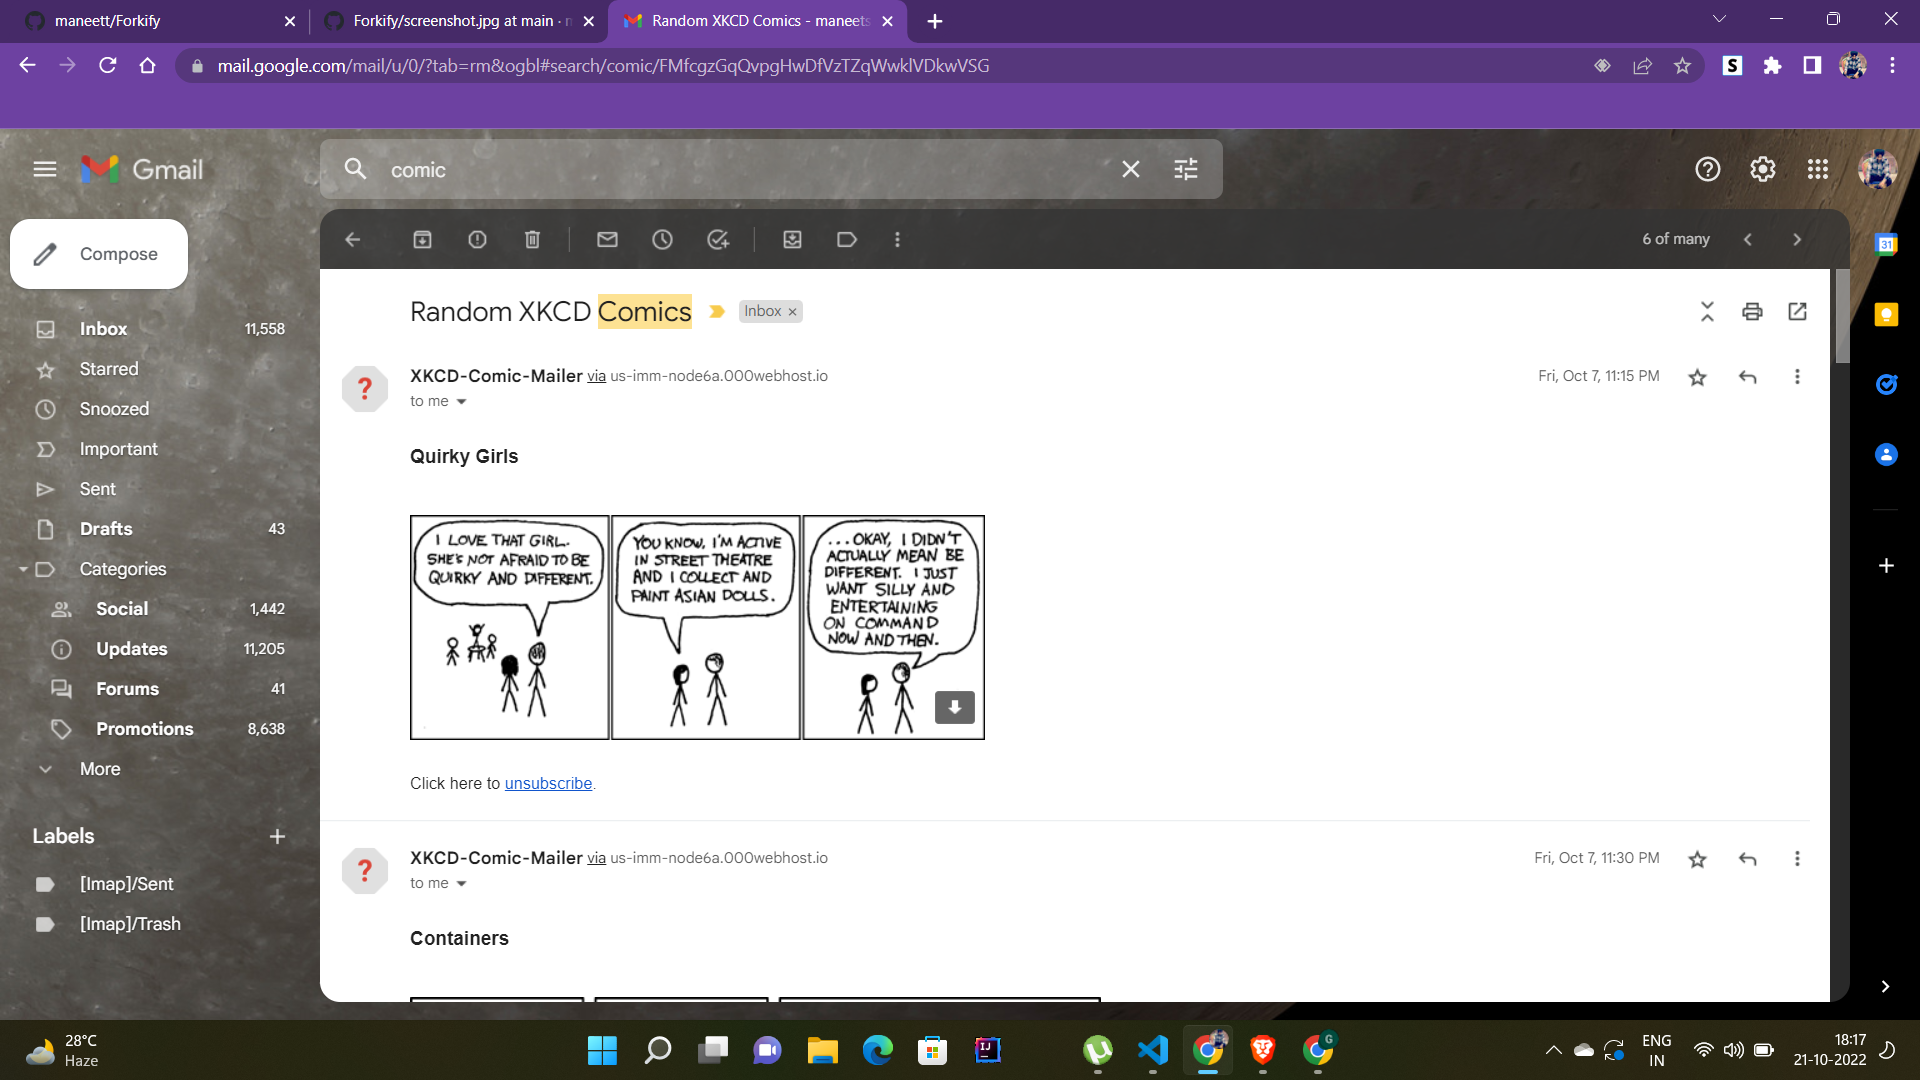 maneett/Forkify
Forkify/screenshot.jpg at main ·
Random XKCD Comics - maneets
mail.google.com/mail/u/0/?tab=rm&ogbl#search/comic/FMfcgzGqQvpgHwDfVzTZqWwklVDkwVSG
S
Gmail
comic
31
Compose
6 of many
Inbox 11,558
Starred
Snoozed
Important
Sent
Drafts 43
Categories
Social 1,442
Updates 11,205
Forums 41
Promotions 8,638
More
Labels
[Imap]/Sent
[Imap]/Trash
Random XKCD Comics
Inbox ×
?
XKCD-Comic-Mailer via us-imm-node6a.000webhost.io
Fri, Oct 7, 11:15 PM
to me
Quirky Girls
I LOVE THAT GIRL.
SHE'S NOT AFRAID TO BE
QUIRKY AND DIFFERENT.
YOU KNOW, I'M ACTIVE
IN STREET THEATRE
AND I COLLECT AND
PAINT ASIAN DOLLS.
...OKAY, I DIDN'T
ACTUALLY MEAN BE
DIFFERENT. I JUST
WANT SILLY AND
ENTERTAINING
ON COMMAND
NOW AND THEN.
Click here to unsubscribe.
?
XKCD-Comic-Mailer via us-imm-node6a.000webhost.io
Fri, Oct 7, 11:30 PM
to me
Containers
28°C
Haze
IJ
G
ENG
IN
18:17
21-10-2022